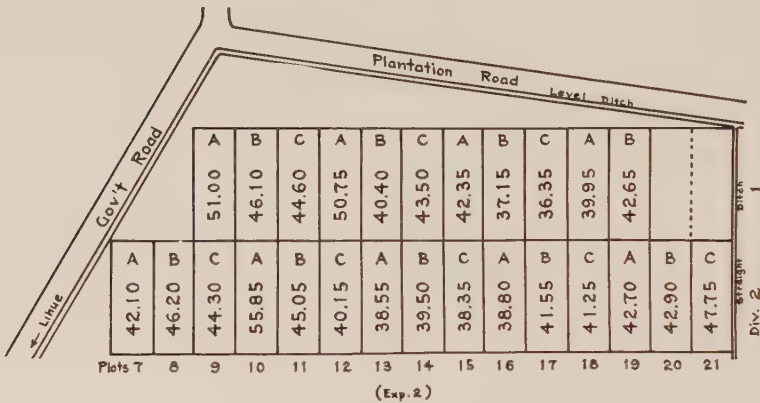 Plantation Road
Level Ditch
Gov't Road
← Lihue
A B C A B C A B C A B
51.00 46.10 44.60 50.75 40.40 43.50 42.35 37.15 36.35 39.95 42.65
Ditch 1
A B C A B C A B C A B C A B C
42.10 46.20 44.30 55.85 45.05 40.15 38.55 39.50 38.35 38.80 41.55 41.25 42.70 42.90 47.75
Straight
Div. 2
Plots 7 8 9 10 11 12 13 14 15 16 17 18 19 20 21
(Exp. 2)